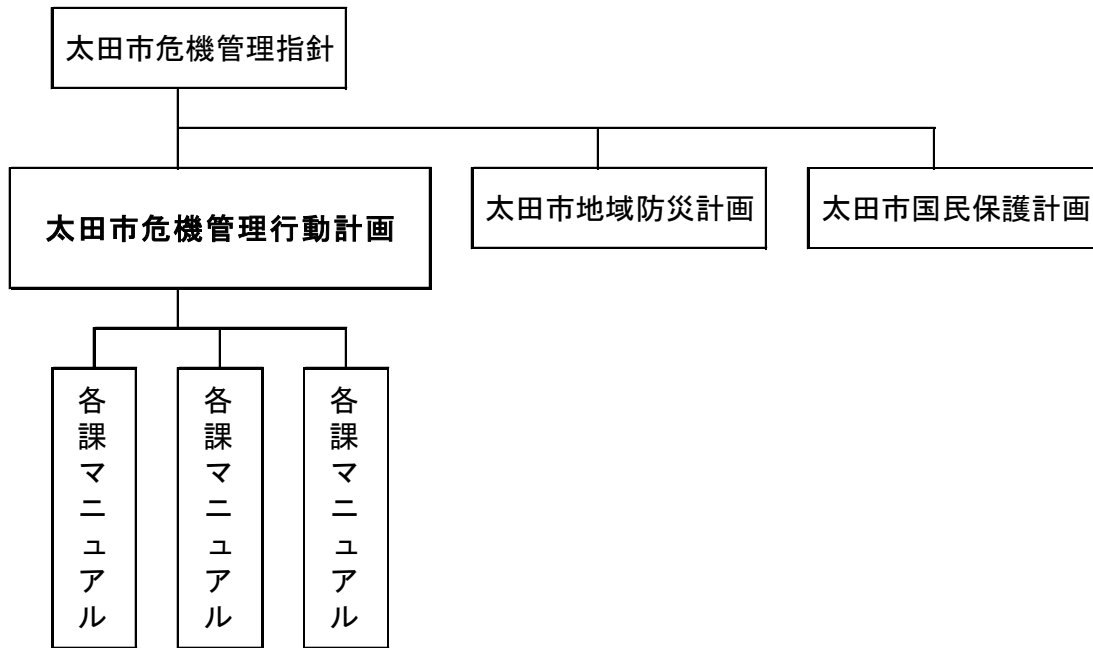 太田市危機管理指針
太田市危機管理行動計画
太田市地域防災計画
太田市国民保護計画
各課マニュアル
各課マニュアル
各課マニュアル